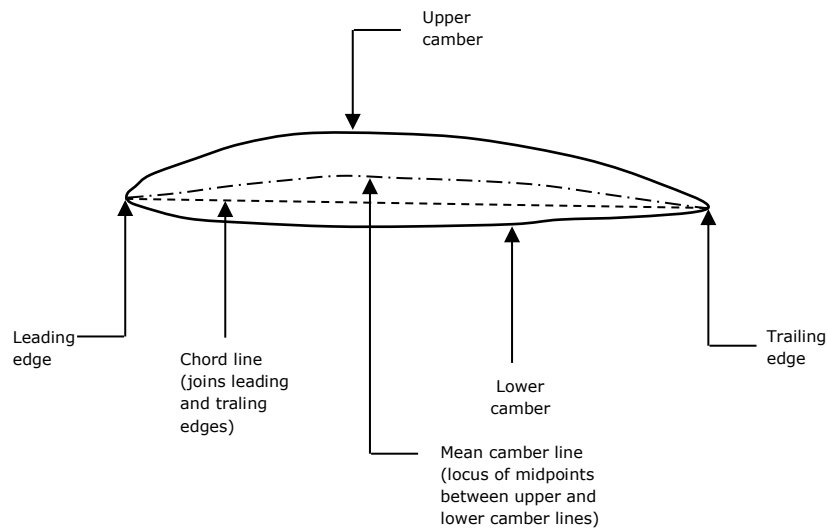 Upper
camber
Leading
edge
Chord line
(joins leading
and traling
edges)
Lower
camber
Trailing
edge
Mean camber line
(locus of midpoints
between upper and
lower camber lines)